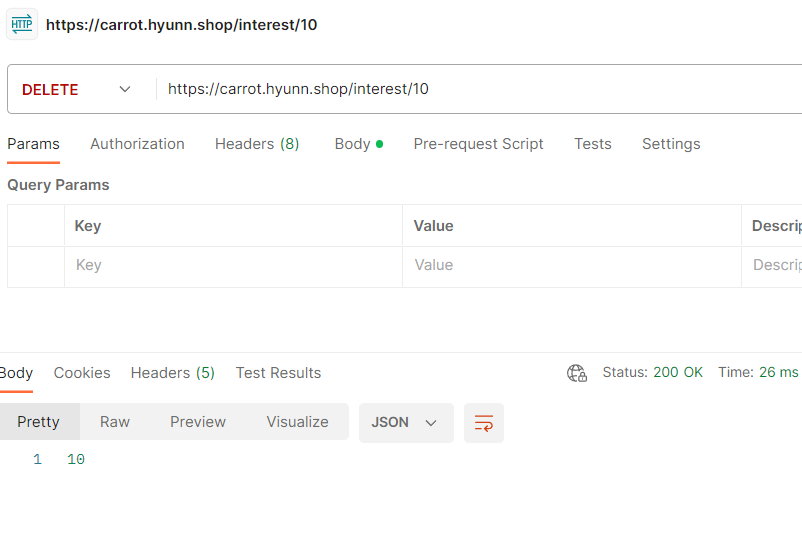 HTTP https://carrot.hyunn.shop/interest/10
DELETE https://carrot.hyunn.shop/interest/10
Params Authorization Headers (8) Body Pre-request Script Tests Settings
Query Params
Key Value Descrip
Key Value Descrip
Body Cookies Headers (5) Test Results Status: 200 OK Time: 26 ms
Pretty Raw Preview Visualize JSON
1 10